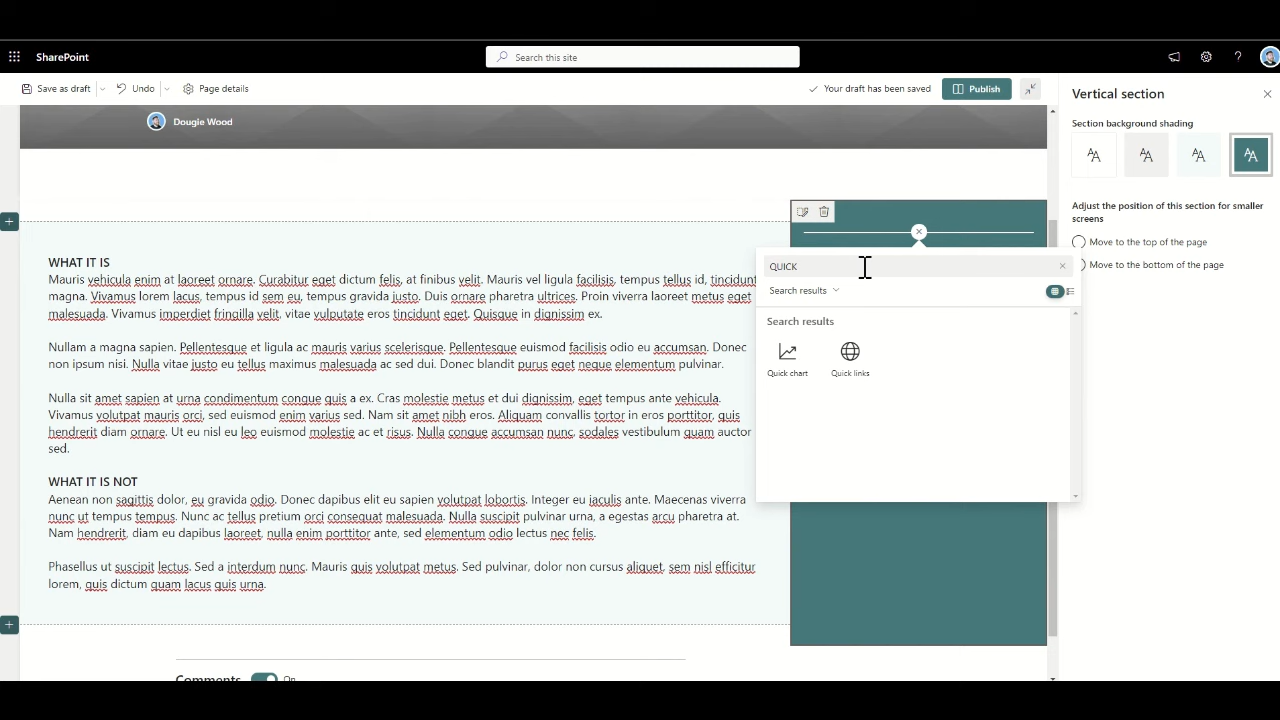 SharePoint
Search this site
Save as draft
Undo
Page details
Your draft has been saved
Publish
Vertical section
Dougie Wood
Section background shading
Adjust the position of this section for smaller
screens
Move to the top of the page
Move to the bottom of the page
WHAT IT IS
Mauris vehicula enim at laoreet ornare. Curabitur eget dictum felis, at finibus velit. Mauris vel ligula facilisis, tempus tellus id, tincidunt
magna. Vivamus lorem lacus, tempus id sem eu, tempus gravida justo. Duis ornare pharetra ultrices. Proin viverra laoreet metus eget
malesuada. Vivamus imperdiet fringilla velit, vitae vulputate eros tincidunt eget. Quisque in dignissim ex.
Nullam a magna sapien. Pellentesque et ligula ac mauris varius scelerisque. Pellentesque euismod facilisis odio eu accumsan. Donec
non ipsum nisi. Nulla vitae justo eu tellus maximus malesuada ac sed dui. Donec blandit purus eget neque elementum pulvinar.
Nulla sit amet sapien at urna condimentum congue quis a ex. Cras molestie metus et dui dignissim, eget tempus ante vehicula.
Vivamus volutpat mauris orci, sed euismod enim varius sed. Nam sit amet nibh eros. Aliquam convallis tortor in eros porttitor, quis
hendrerit diam ornare. Ut eu nisl eu leo euismod molestie ac et risus. Nulla congue accumsan nunc, sodales vestibulum quam auctor
sed.
WHAT IT IS NOT
Aenean non sagittis dolor, eu gravida odio. Donec dapibus elit eu sapien volutpat lobortis. Integer eu iaculis ante. Maecenas viverra
nunc ut tempus tempus. Nunc ac tellus pretium orci consequat malesuada. Nulla suscipit pulvinar urna, a egestas arcu pharetra at.
Nam hendrerit, diam eu dapibus laoreet, nulla enim porttitor ante, sed elementum odio lectus nec felis.
Phasellus ut suscipit lectus. Sed a interdum nunc. Mauris quis volutpat metus. Sed pulvinar, dolor non cursus aliquet, sem nisl efficitur
lorem, quis dictum quam lacus quis urna.
QUICK
Search results
Search results
Quick chart
Quick links
Comments
On